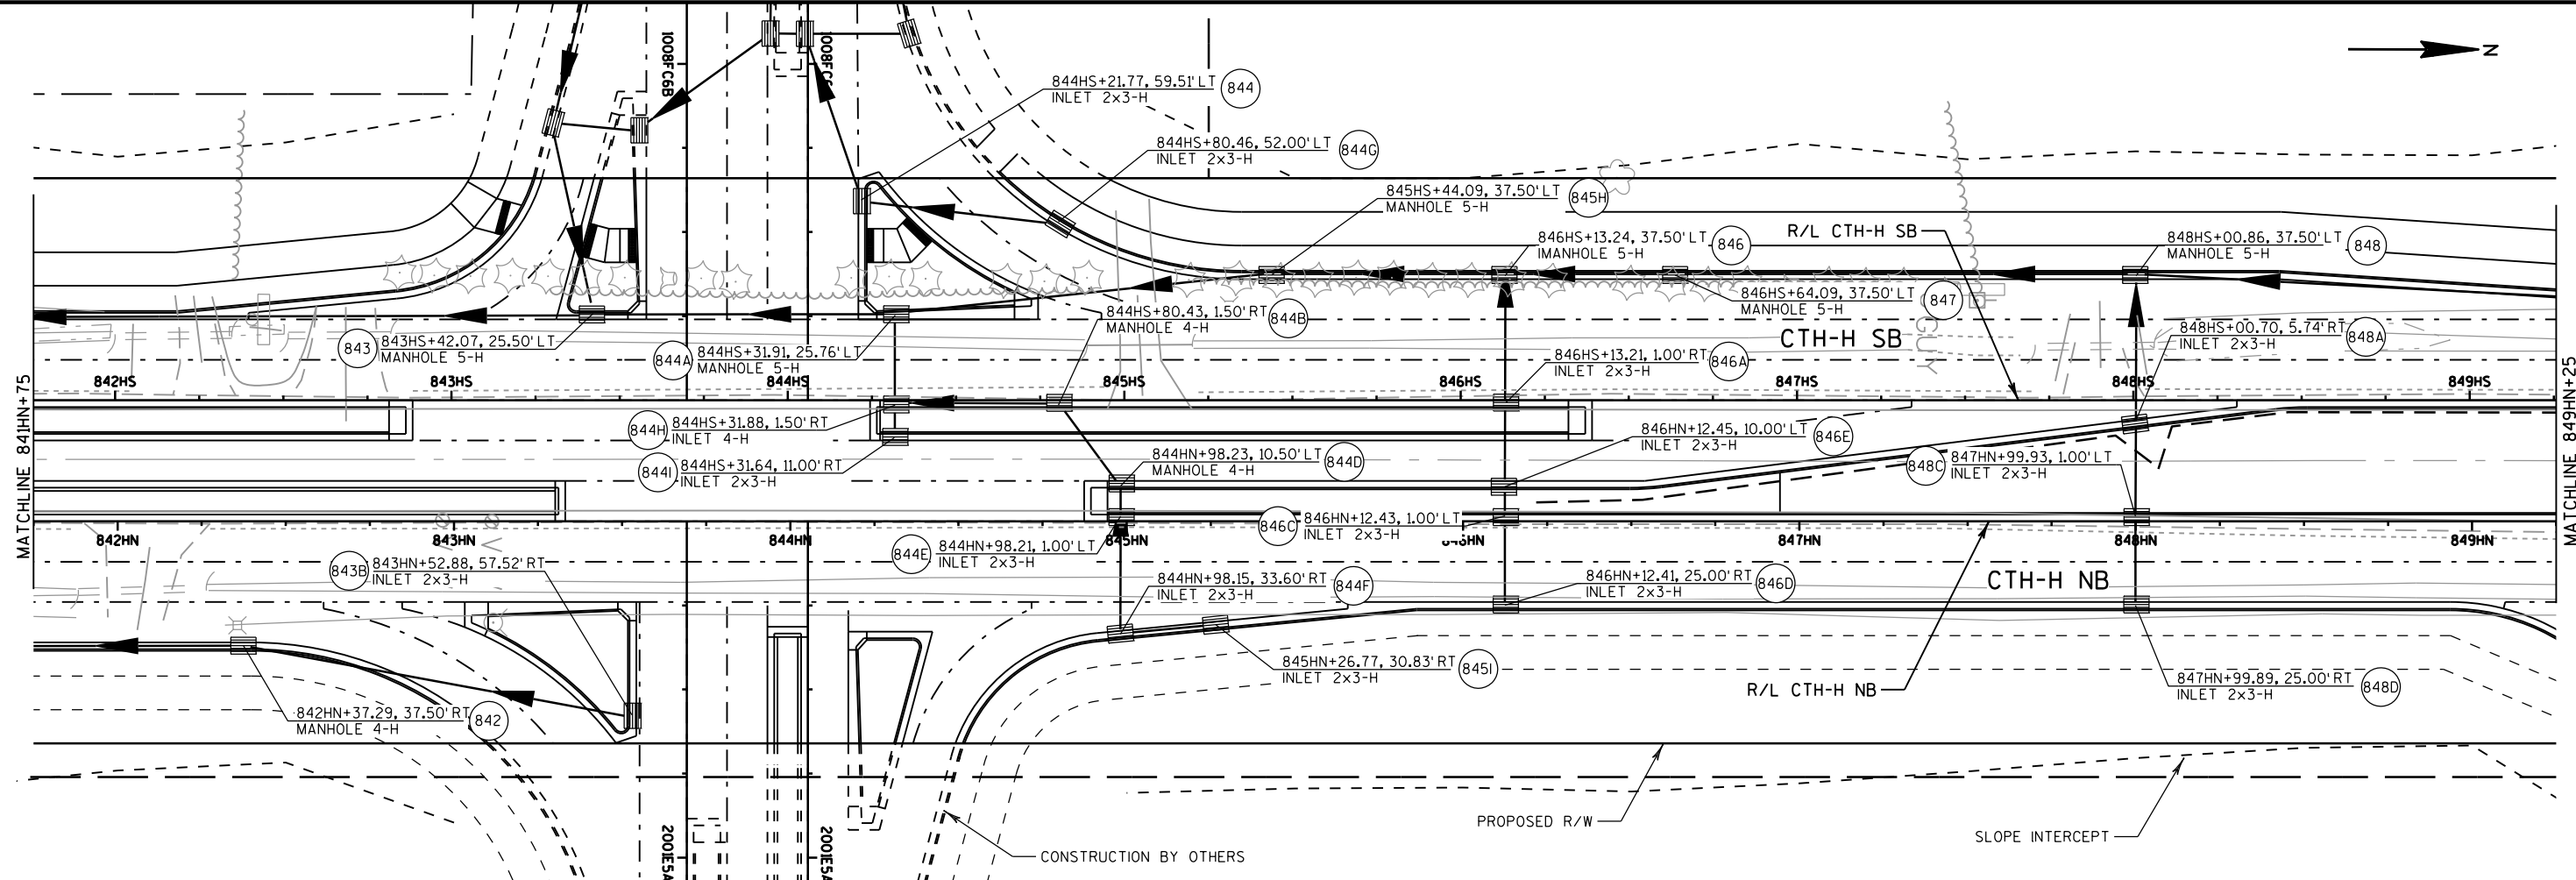 N
1008FC6B
1008FC6B
844HS+21.77, 59.51' LT
INLET 2x3-H
844
844HS+80.46, 52.00' LT
INLET 2x3-H
844G
845HS+44.09, 37.50' LT
MANHOLE 5-H
845H
846HS+13.24, 37.50' LT
MANHOLE 5-H
846
R/L CTH-H SB
848HS+00.86, 37.50' LT
MANHOLE 5-H
848
846HS+64.09, 37.50' LT
MANHOLE 5-H
847
843
843HS+42.07, 25.50' LT
MANHOLE 5-H
844A
844HS+31.91, 25.76' LT
MANHOLE 5-H
844HS+80.43, 1.50' RT
MANHOLE 4-H
844B
846HS+13.21, 1.00' RT
INLET 2x3-H
846A
CTH-H SB
GUY
848HS+00.70, 5.74' RT
INLET 2x3-H
848A
842HS
843HS
844HS
845HS
846HS
847HS
848HS
849HS
MATCHLINE 841HN+75
MATCHLINE 849HN+25
844H
844HS+31.88, 1.50' RT
INLET 4-H
844I
844HS+31.64, 11.00' RT
INLET 2x3-H
844HN+98.23, 10.50' LT
MANHOLE 4-H
844D
846HN+12.45, 10.00' LT
INLET 2x3-H
846E
848C
847HN+99.93, 1.00' LT
INLET 2x3-H
846C
846HN+12.43, 1.00' LT
INLET 2x3-H
842HN
843HN
844HN
845HN
846HN
847HN
848HN
849HN
844E
844HN+98.21, 1.00' LT
INLET 2x3-H
843B
843HN+52.88, 57.52' RT
INLET 2x3-H
844HN+98.15, 33.60' RT
INLET 2x3-H
844F
846HN+12.41, 25.00' RT
INLET 2x3-H
846D
CTH-H NB
845HN+26.77, 30.83' RT
INLET 2x3-H
845I
R/L CTH-H NB
847HN+99.89, 25.00' RT
INLET 2x3-H
848D
842HN+37.29, 37.50' RT
MANHOLE 4-H
842
2001E5A
2001E5A
PROPOSED R/W
SLOPE INTERCEPT
CONSTRUCTION BY OTHERS